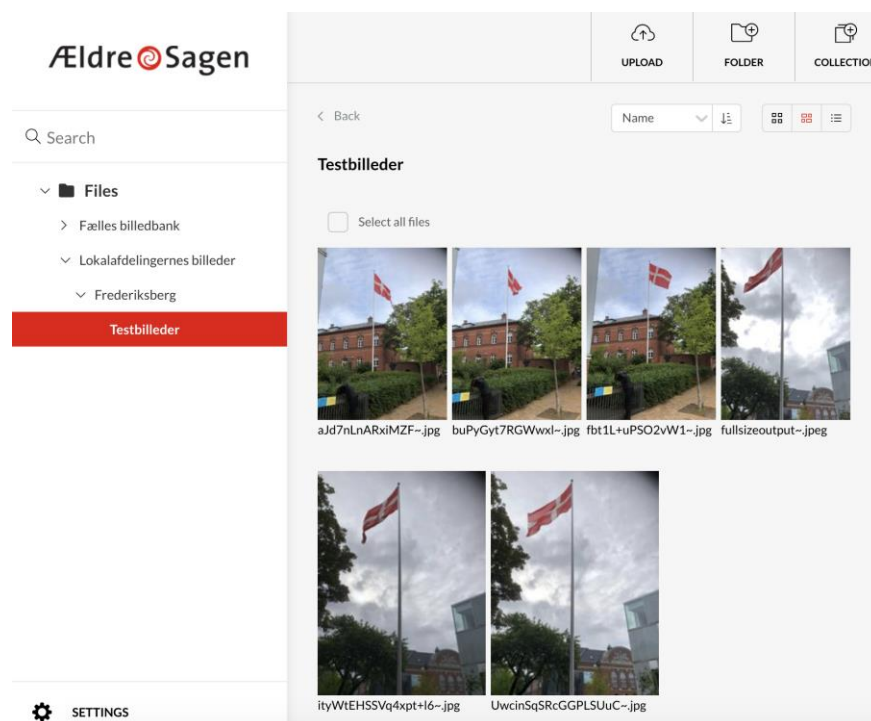 ÆldreSagen
UPLOAD
FOLDER
COLLECTION
Search
Back
Name
Files
Testbilleder
Fælles billedbank
Select all files
Lokalafdelingernes billeder
Frederiksberg
Testbilleder
aJd7nLnARxiMZF~.jpg
buPyGyt7RGWwxl~.jpg
fbt1L+uPSO2vW1~.jpg
fullsizeoutput~.jpeg
ityWtEHSSVq4xpt+l6~.jpg
UwcinSqSRcGGPLSUuC~.jpg
SETTINGS